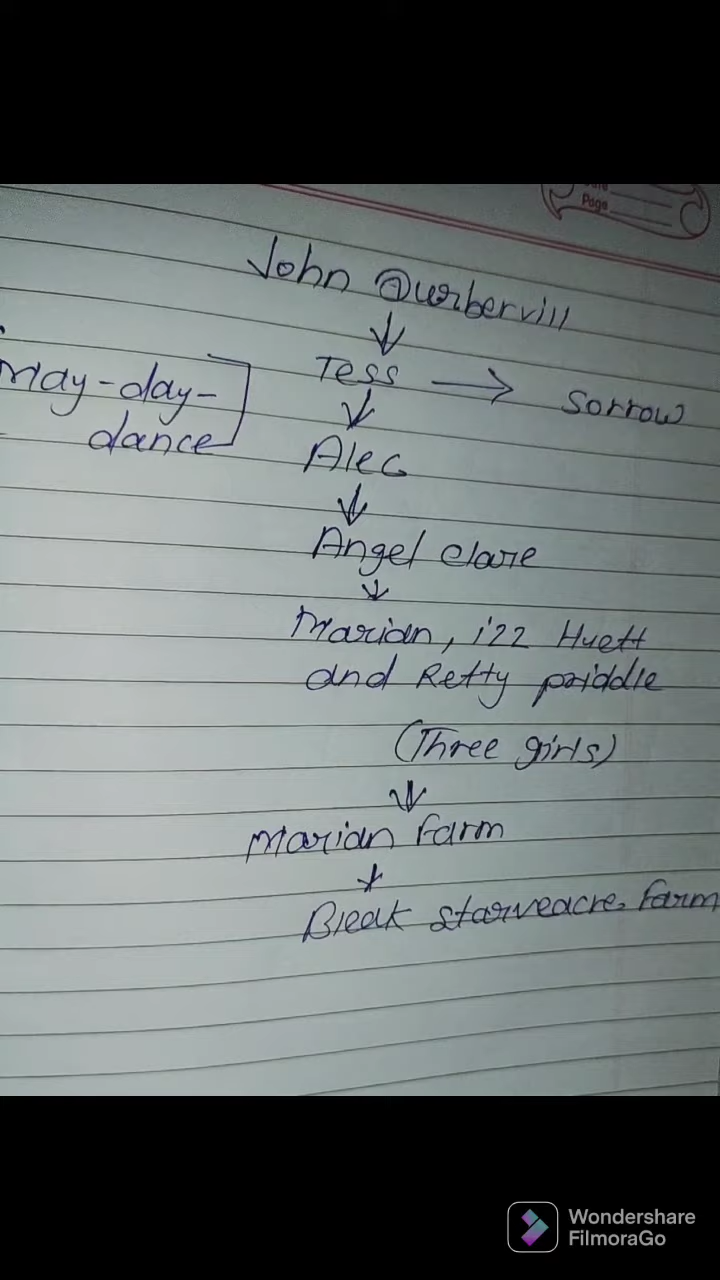 Page
John Durbervill
↓
Tess → Sorrow
May-day-
dance
↓
Alec
↓
Angel Clare
↓
Marian, izz Huett
and Retty priddle
(Three girls)
↓
Marian Farm
↓
Bleak starveacre Farm
Wondershare
FilmoraGo